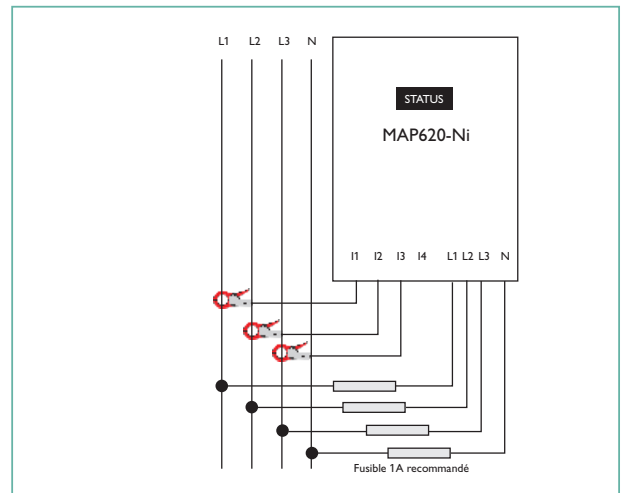 L1 L2 L3 N
STATUS
MAP620-Ni
I1 I2 I3 I4 L1 L2 L3 N
Fusible 1A recommandé